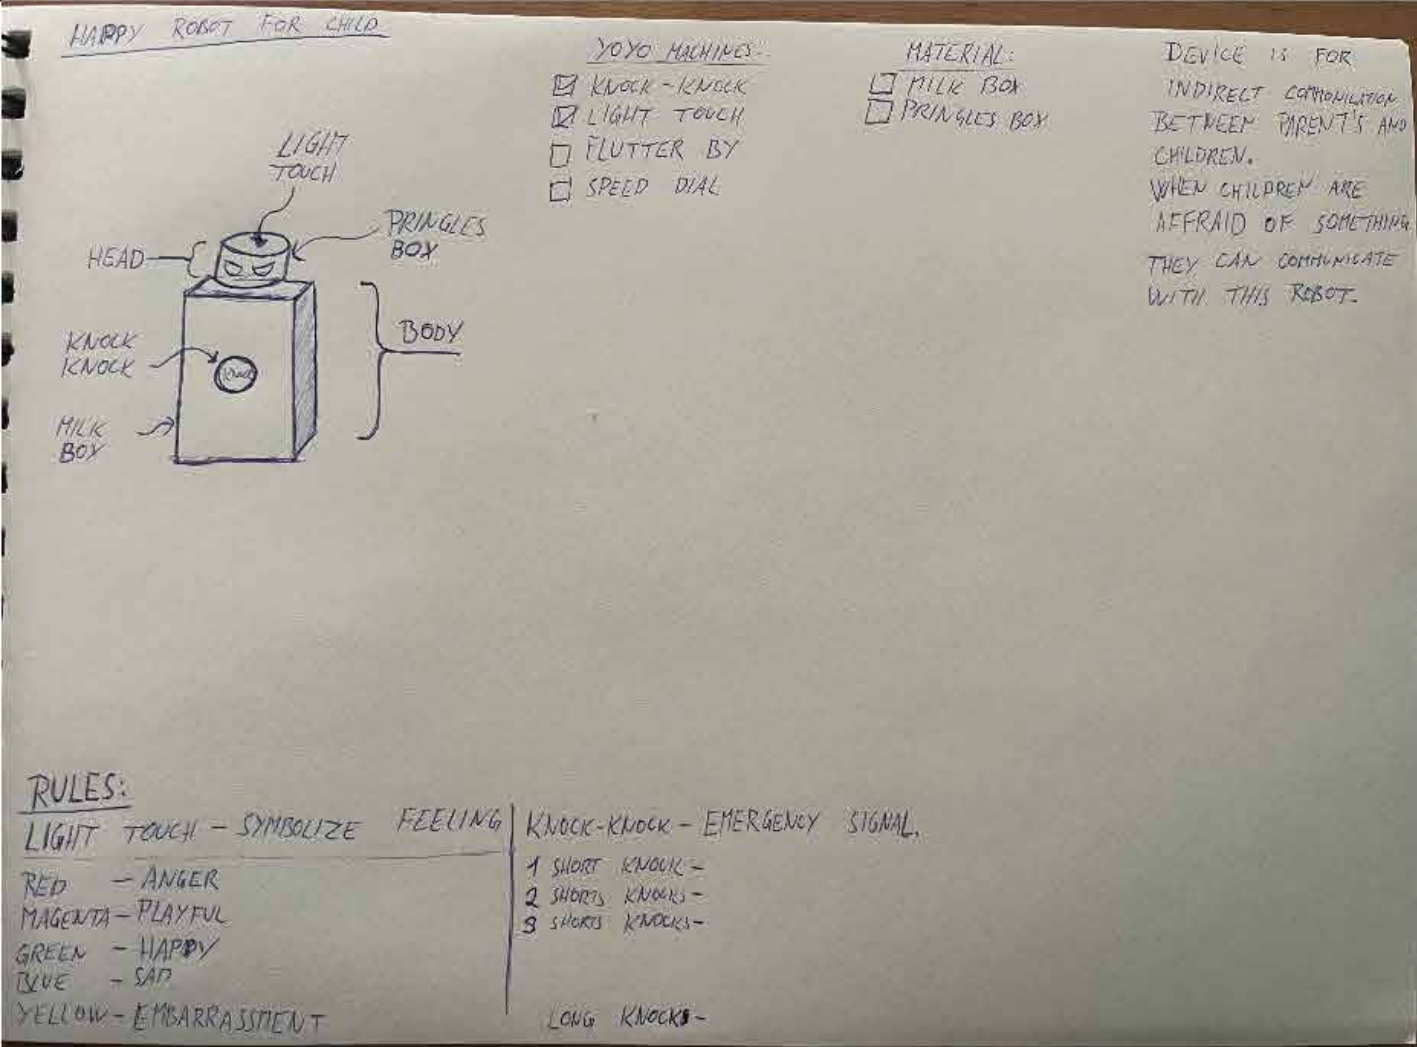 HAPPY ROBOT FOR CHILD
LIGHT
TOUCH
PRINGLES
BOX
HEAD
BODY
KNOCK
KNOCK
MILK
BOX
YOYO MACHINES:
KNOCK-KNOCK
LIGHT TOUCH
FLUTTER BY
SPEED DIAL
MATERIAL:
MILK BOX
PRINGLES BOX
DEVICE IS FOR
INDIRECT COMMONICATION
BETWEEN PARENT'S AND
CHILDREN.
WHEN CHILDREN ARE
AFFRAID OF SOMETHING
THEY CAN COMMUNICATE
WITH THIS ROBOT.
RULES:
LIGHT TOUCH - SYMBOLIZE FEELING
RED - ANGER
MAGENTA - PLAYFUL
GREEN - HAPPY
BLUE - SAD
YELLOW - EMBARRASSMENT
KNOCK-KNOCK - EMERGENCY SIGNAL.
1 SHORT KNOCK -
2 SHORTS KNOCKS -
3 SHORTS KNOCKS -
LONG KNOCKS -